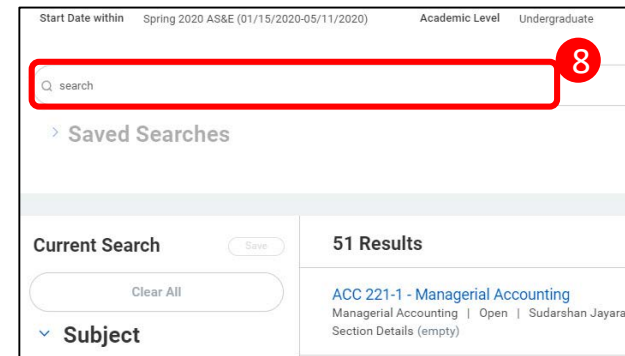 Start Date within Spring 2020 AS&E (01/15/2020-05/11/2020) Academic Level Undergraduate
8
search
Saved Searches
Current Search Save 51 Results
Clear All
ACC 221-1 - Managerial Accounting
Managerial Accounting | Open | Sudarshan Jayara
Subject
Section Details (empty)